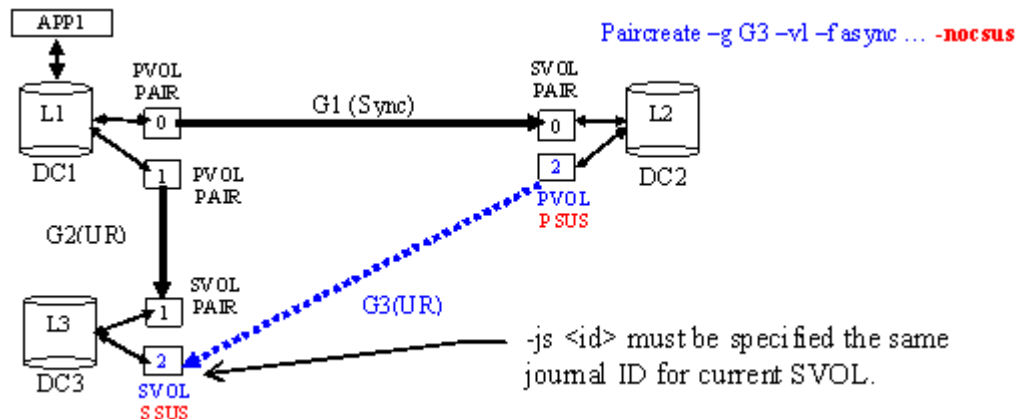 APP1
Paircreate –g G3 –vl –f async … -nocsus
PVOL
PAIR
SVOL
PAIR
L1
0
G1 (Sync)
0
L2
DC1
1
PVOL
PAIR
2
DC2
PVOL
PSUS
G2(UR)
SVOL
PAIR
L3
1
G3(UR)
2
DC3
SVOL
SSUS
-js <id> must be specified the same
journal ID for current SVOL.